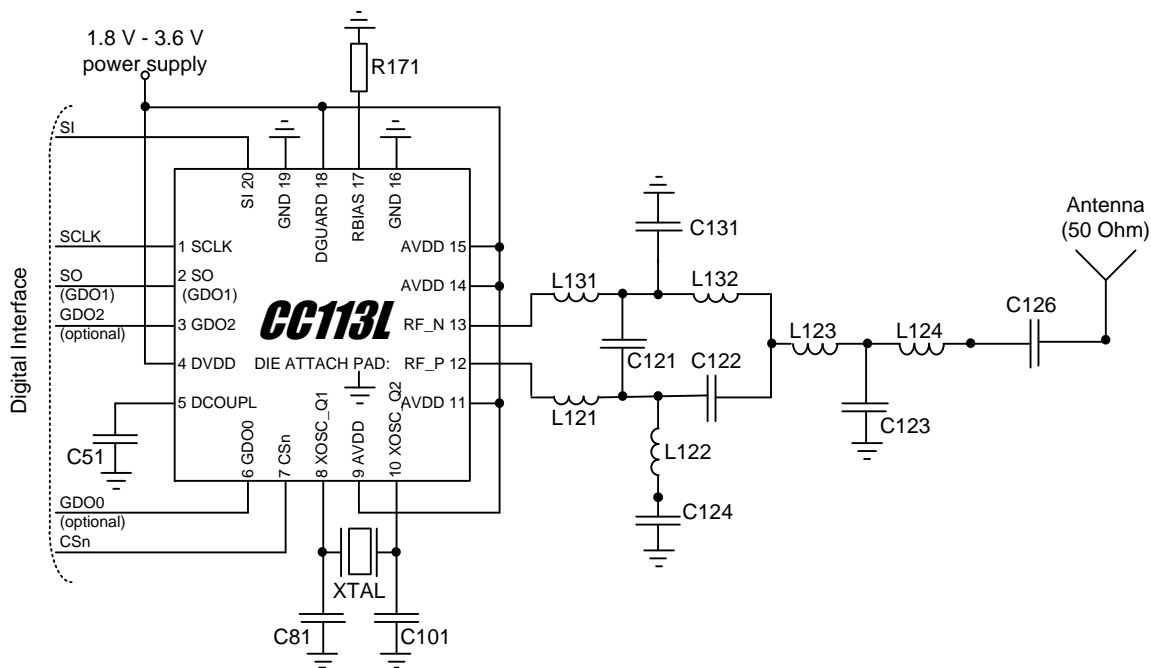 1.8 V - 3.6 V
power supply
R171
SI
SI 20
GND 19
DGUARD 18
RBIAS 17
GND 16
Antenna
(50 Ohm)
C131
SCLK
1 SCLK
AVDD 15
SO
(GDO1)
2 SO
(GDO1)
AVDD 14
L131
L132
C126
GDO2
(optional)
3 GDO2
CC113L
RF_N 13
L123
L124
C121
C122
4 DVDD
DIE ATTACH PAD:
RF_P 12
Digital Interface
5 DCOUPL
AVDD 11
L121
C123
C51
6 GDO0
7 CSn
8 XOSC_Q1
9 AVDD
10 XOSC_Q2
L122
GDO0
(optional)
C124
CSn
XTAL
C81
C101